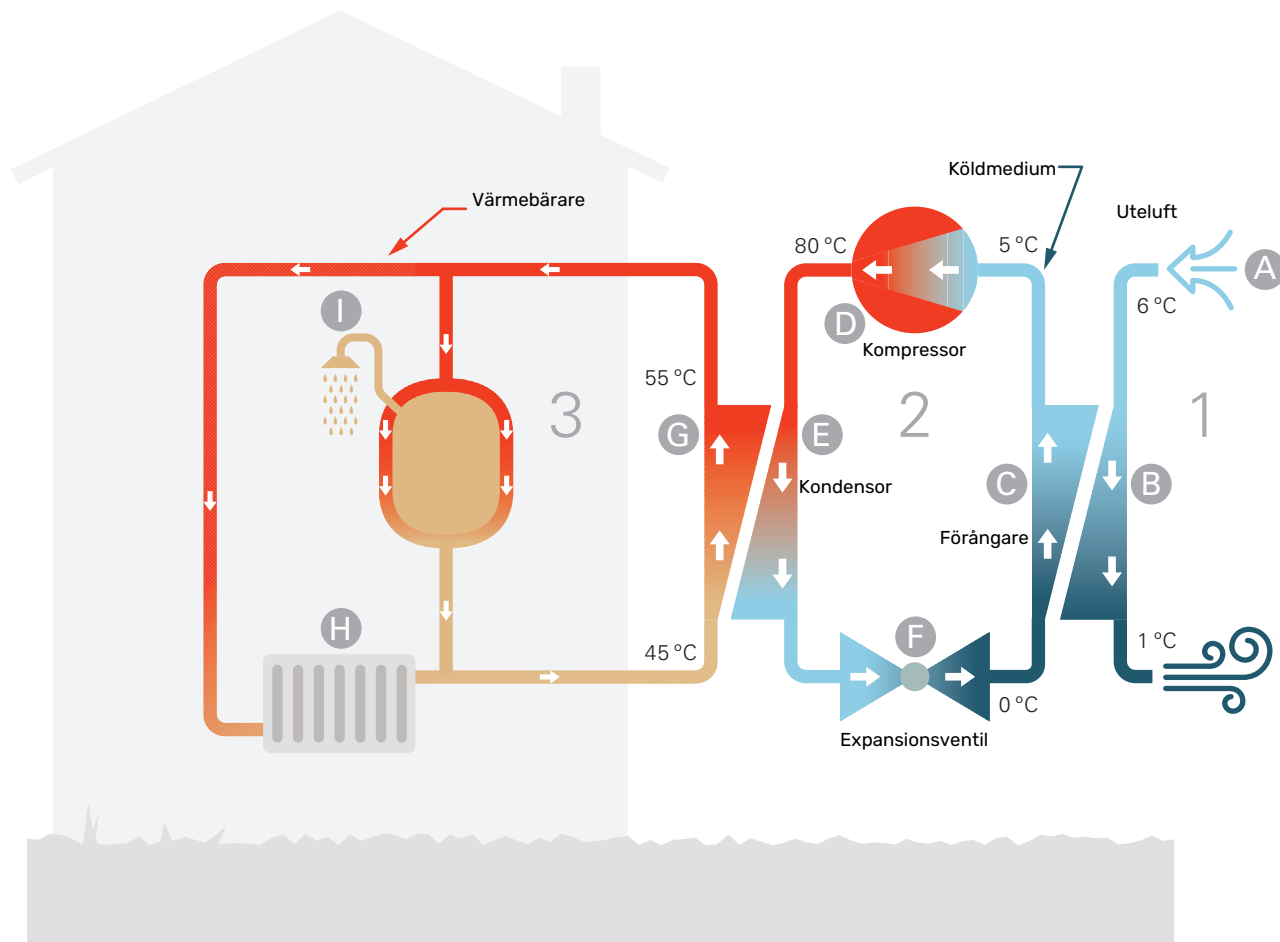 Köldmedium
Värmebärare
Uteluft
80 °C
5 °C
A
6 °C
I
D
Kompressor
55 °C
3
2
1
G
E
Kondensor
C
B
Förångare
H
F
45 °C
1 °C
0 °C
Expansionsventil